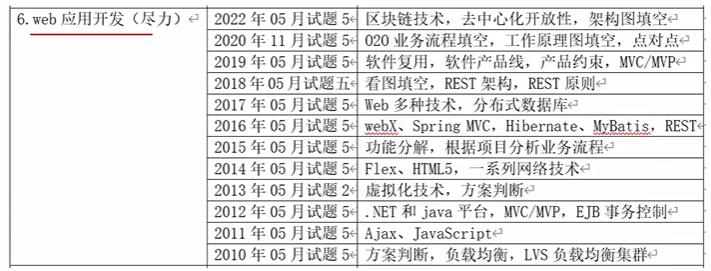 6.web 应用开发（尽力）
2022 年 05 月试题 5 区块链技术，去中心化开放性，架构图填空
2020 年 11 月试题 5 O2O 业务流程填空，工作原理图填空，点对点
2019 年 05 月试题 5 软件复用，软件产品线，产品约束，MVC/MVP
2018 年 05 月试题五 看图填空，REST 架构，REST 原则
2017 年 05 月试题 5 Web 多种技术，分布式数据库
2016 年 05 月试题 5 webX、Spring MVC，Hibernate、MyBatis，REST
2015 年 05 月试题 5 功能分解，根据项目分析业务流程
2014 年 05 月试题 5 Flex、HTML5，一系列网络技术
2013 年 05 月试题 2 虚拟化技术，方案判断
2012 年 05 月试题 5 .NET 和 java 平台，MVC/MVP，EJB 事务控制
2011 年 05 月试题 5 Ajax、JavaScript
2010 年 05 月试题 5 方案判断，负载均衡，LVS 负载均衡集群